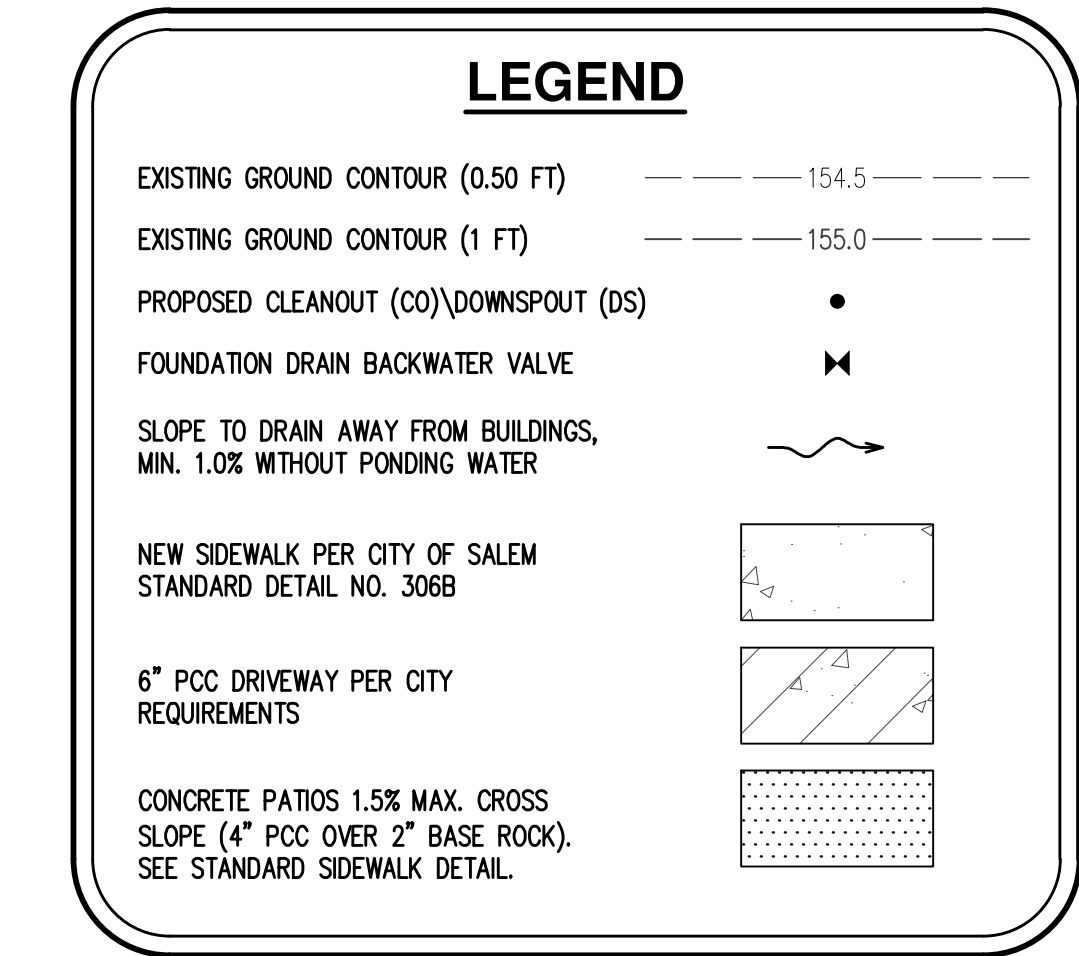 LEGEND
EXISTING GROUND CONTOUR (0.50 FT) 154.5
EXISTING GROUND CONTOUR (1 FT) 155.0
PROPOSED CLEANOUT (CO)\DOWNSPOUT (DS)
FOUNDATION DRAIN BACKWATER VALVE
SLOPE TO DRAIN AWAY FROM BUILDINGS,
MIN. 1.0% WITHOUT PONDING WATER
NEW SIDEWALK PER CITY OF SALEM
STANDARD DETAIL NO. 306B
6” PCC DRIVEWAY PER CITY
REQUIREMENTS
CONCRETE PATIOS 1.5% MAX. CROSS
SLOPE (4” PCC OVER 2” BASE ROCK).
SEE STANDARD SIDEWALK DETAIL.